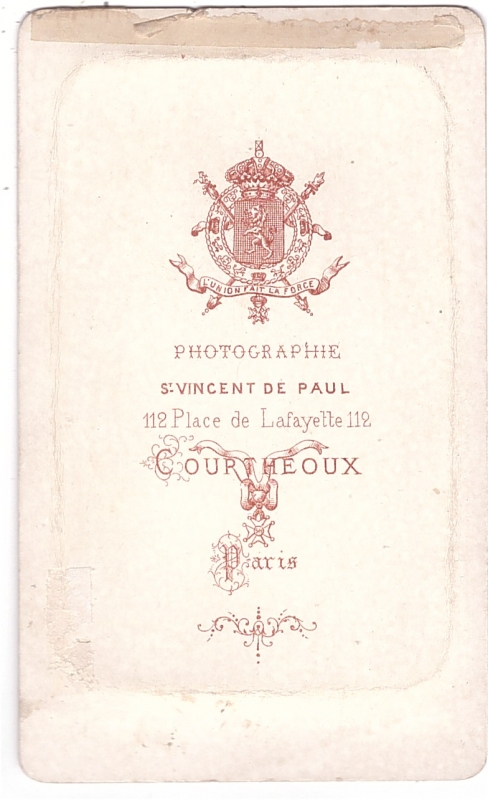 L'UNION FAIT LA FORCE
PHOTOGRAPHIE
ST. VINCENT DE PAUL
112 Place de Lafayette 112
COURTHEOUX
Paris